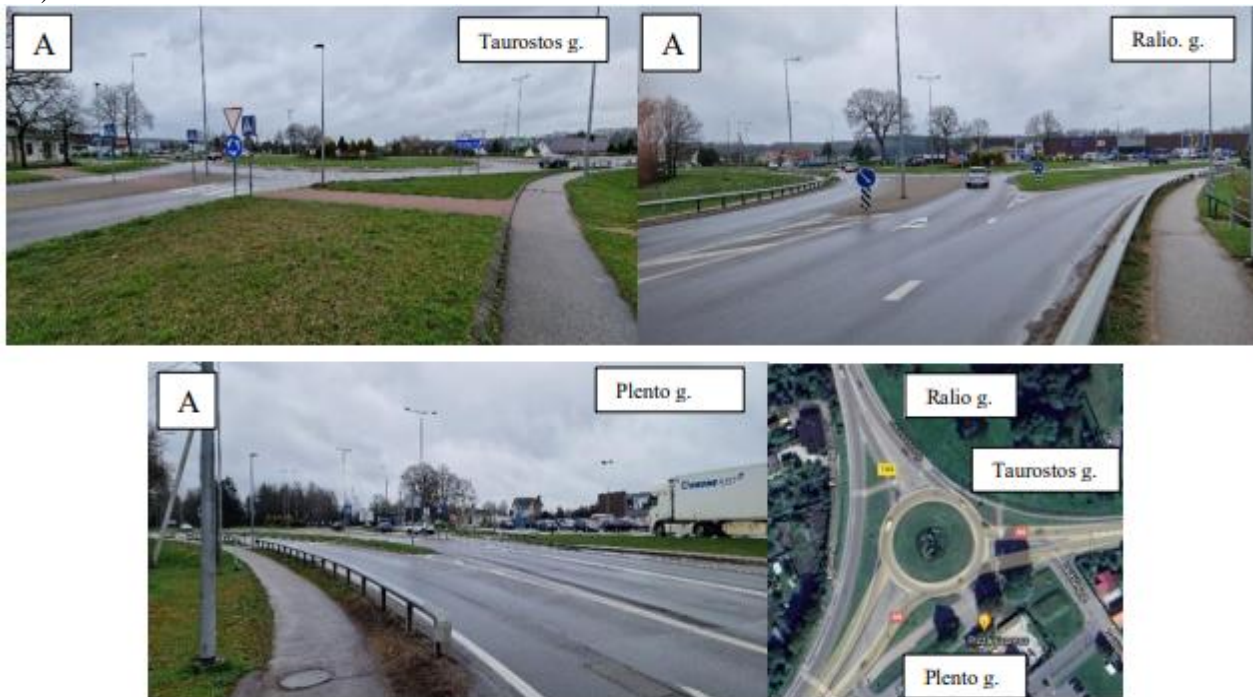 A
Taurostos g.
A
Ralio. g.
A
Plento g.
Ralio g.
Taurostos g.
Plento g.